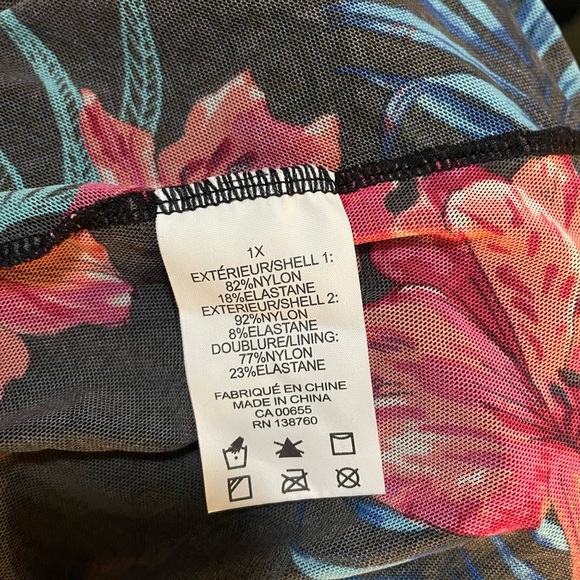 1X
EXTÉRIEUR/SHELL 1:
82%NYLON
18%ELASTANE
EXTÉRIEUR/SHELL 2:
92%NYLON
8%ELASTANE
DOUBLURE/LINING:
77%NYLON
23%ELASTANE
FABRIQUÉ EN CHINE
MADE IN CHINA
CA 00655
RN 138760